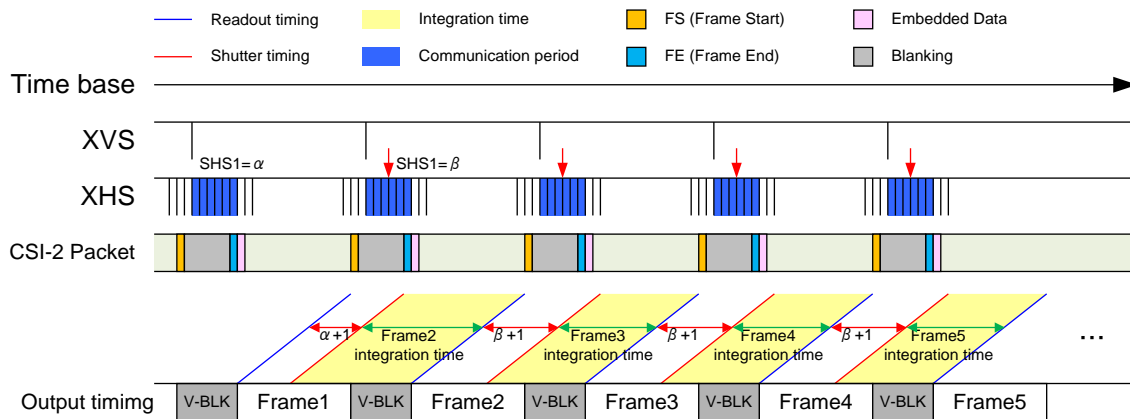 Readout timing
Integration time
FS (Frame Start)
Embedded Data
Shutter timing
Communication period
FE (Frame End)
Blanking
Time base
XVS
SHS1= α
SHS1= β
XHS
CSI-2 Packet
α +1
Frame2
integration time
β +1
Frame3
integration time
β +1
Frame4
integration time
β +1
Frame5
integration time
...
Output timimg
V-BLK
Frame1
V-BLK
Frame2
V-BLK
Frame3
V-BLK
Frame4
V-BLK
Frame5